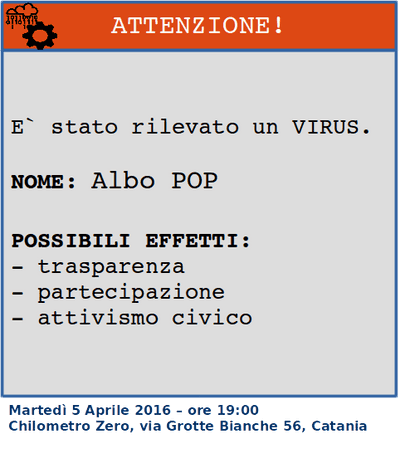 ATTENZIONE!
E` stato rilevato un VIRUS.
NOME: Albo POP
POSSIBILI EFFETTI:
- trasparenza
- partecipazione
- attivismo civico
Martedì 5 Aprile 2016 – ore 19:00
Chilometro Zero, via Grotte Bianche 56, Catania